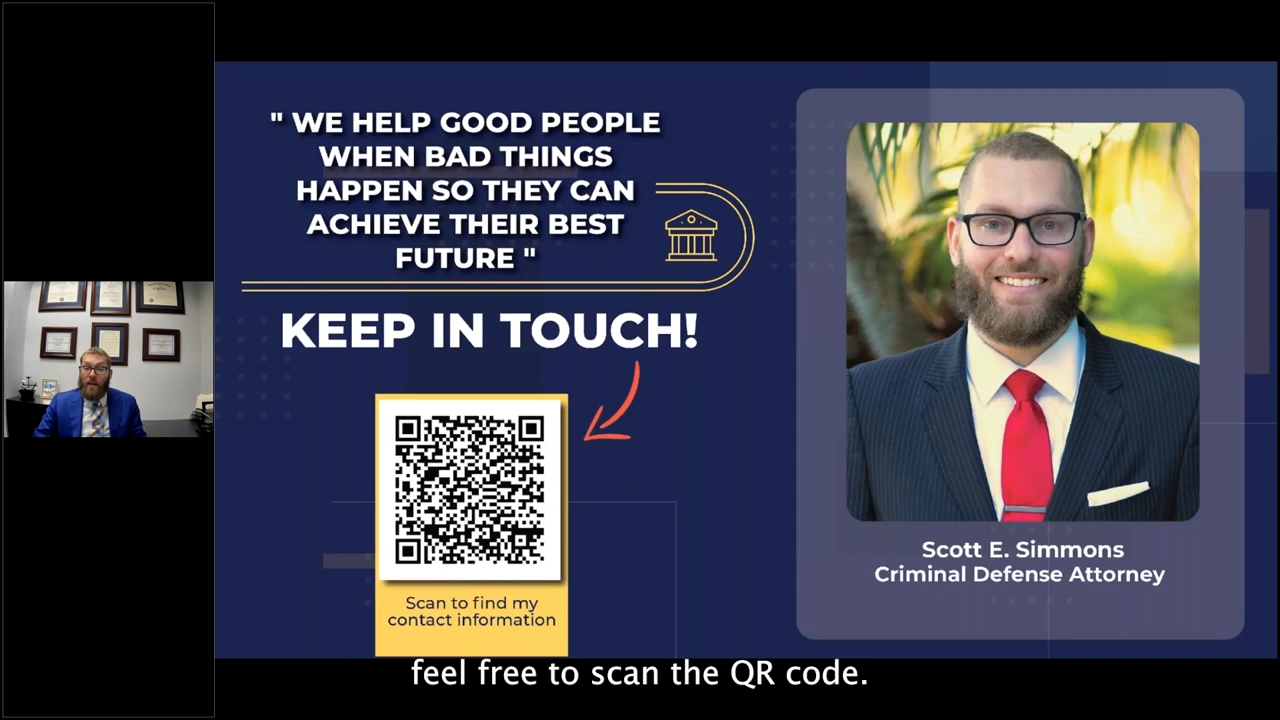 " WE HELP GOOD PEOPLE
WHEN BAD THINGS
HAPPEN SO THEY CAN
ACHIEVE THEIR BEST
FUTURE "
KEEP IN TOUCH!
Scan to find my
contact information
Scott E. Simmons
Criminal Defense Attorney
feel free to scan the QR code.